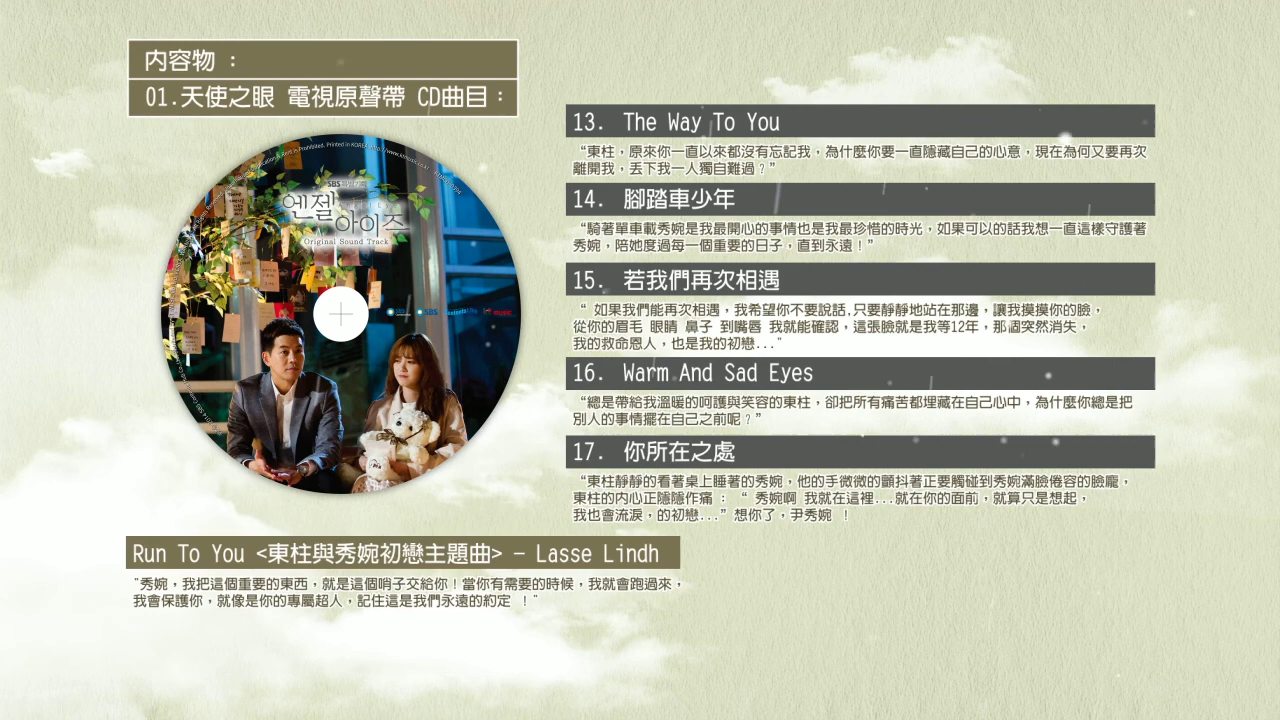 内容物 :
01.天使之眼 電視原聲帶 CD曲目:
SBS
엔젤
아이즈
Original Sound Track
SBS
music
13. The Way To You
“東柱，原來你一直以來都沒有忘記我，為什麼你要一直隱藏自己的心意，現在為何又要再次
離開我，丟下我一人獨自難過？”
14. 腳踏車少年
“騎著單車載秀婉是我最開心的事情也是我最珍惜的時光，如果可以的話我想一直這樣守護著
秀婉，陪她度過每一個重要的日子，直到永遠！”
15. 若我們再次相遇
“ 如果我們能再次相遇，我希望你不要說話,只要靜靜地站在那邊，讓我摸摸你的臉，
從你的眉毛 眼睛 鼻子 到嘴唇 我就能確認，這張臉就是我等12年，那個突然消失，
我的救命恩人，也是我的初戀..."
16. Warm And Sad Eyes
“總是帶給我溫暖的呵護與笑容的東柱，卻把所有痛苦都埋藏在自己心中，為什麼你總是把
別人的事情擺在自己之前呢？”
17. 你所在之處
“東柱靜靜的看著桌上睡著的秀婉，他的手微微的顫抖著正要觸碰到秀婉滿臉倦容的臉龐，
東柱的内心正隱隱作痛 : “ 秀婉啊 我就在這裡...就在你的面前，就算只是想起，
我也會流淚，的初戀...”想你了，尹秀婉 ！
Run To You <東柱與秀婉初戀主題曲> - Lasse Lindh
"秀婉，我把這個重要的東西，就是這個哨子交給你！當你有需要的時候，我就會跑過來，
我會保護你，就像是你的專屬超人，記住這是我們永遠的約定 ！"